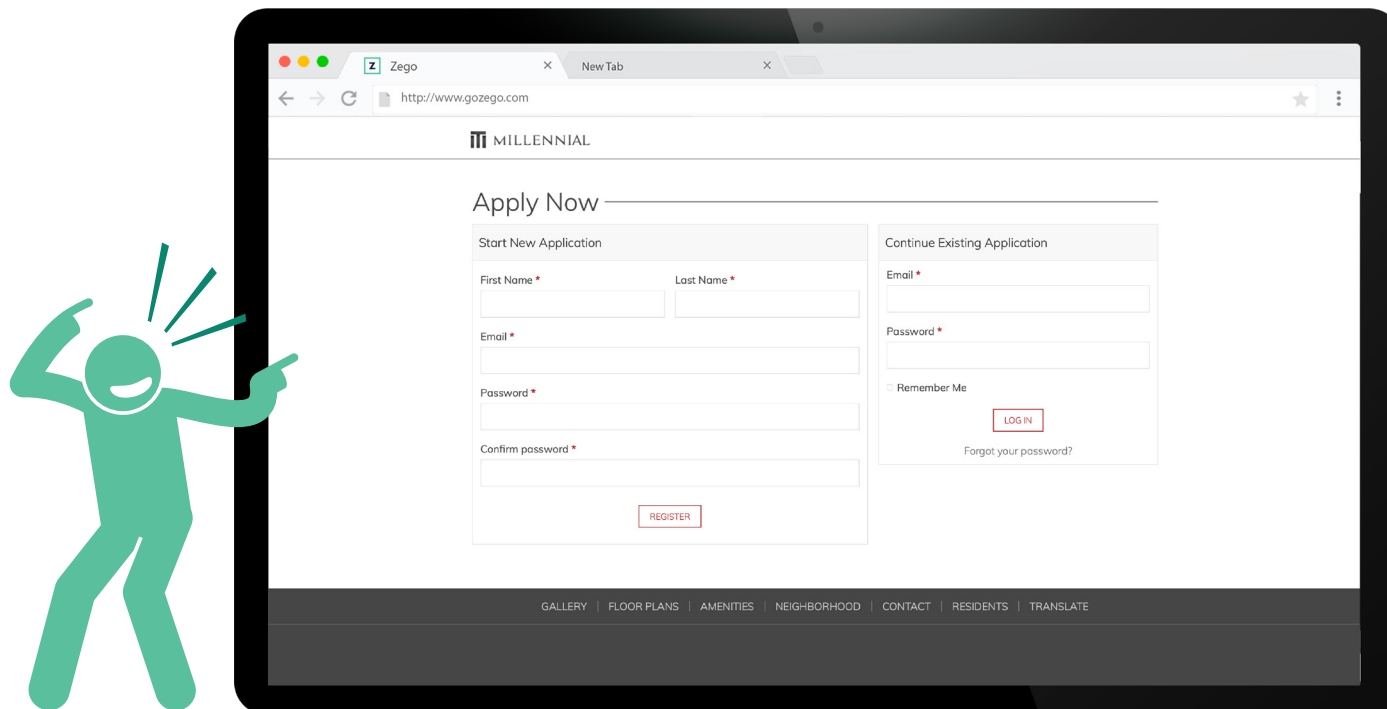 Z Zego
New Tab
http://www.gozego.com
MILLENNIAL
Apply Now
Start New Application
First Name *
Last Name *
Email *
Password *
Confirm password *
REGISTER
Continue Existing Application
Email *
Password *
Remember Me
LOG IN
Forgot your password?
GALLERY | FLOOR PLANS | AMENITIES | NEIGHBORHOOD | CONTACT | RESIDENTS | TRANSLATE